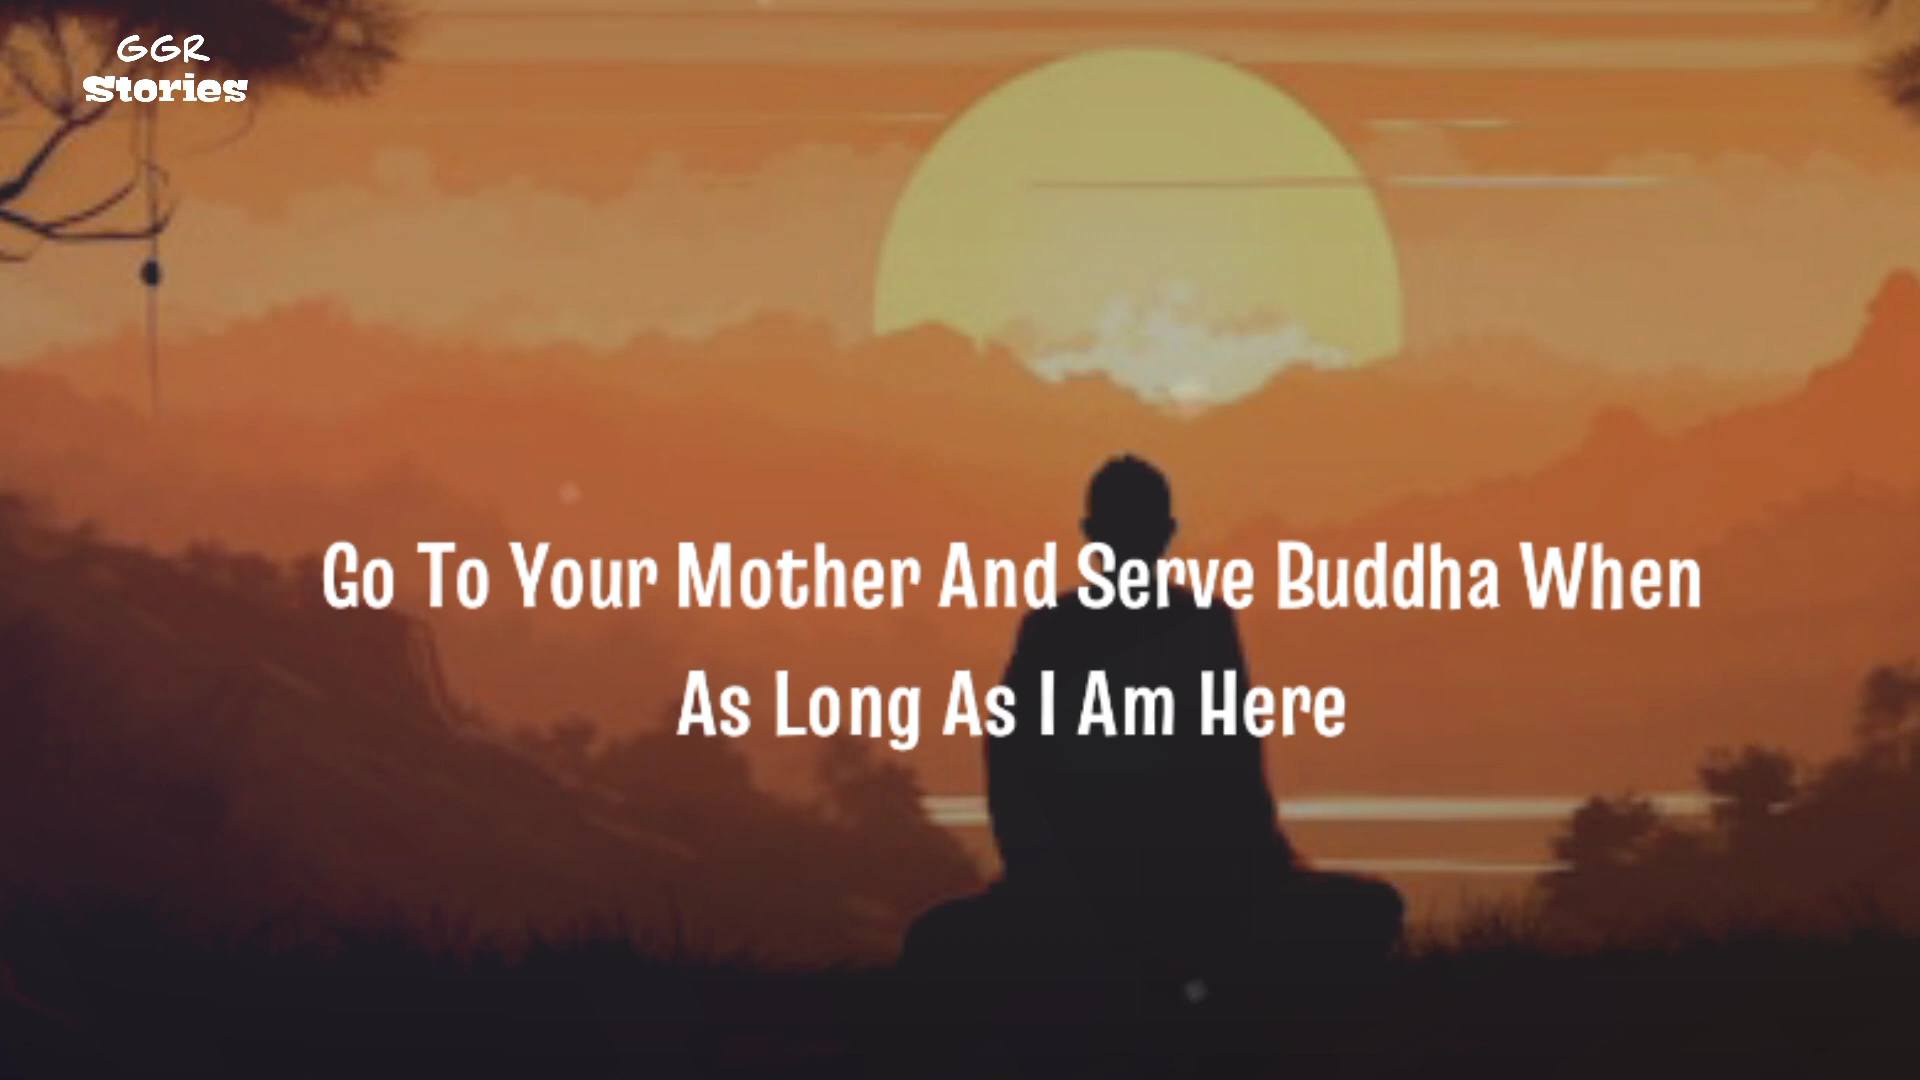 GGR
Stories
Go To Your Mother And Serve Buddha When
As Long As I Am Here